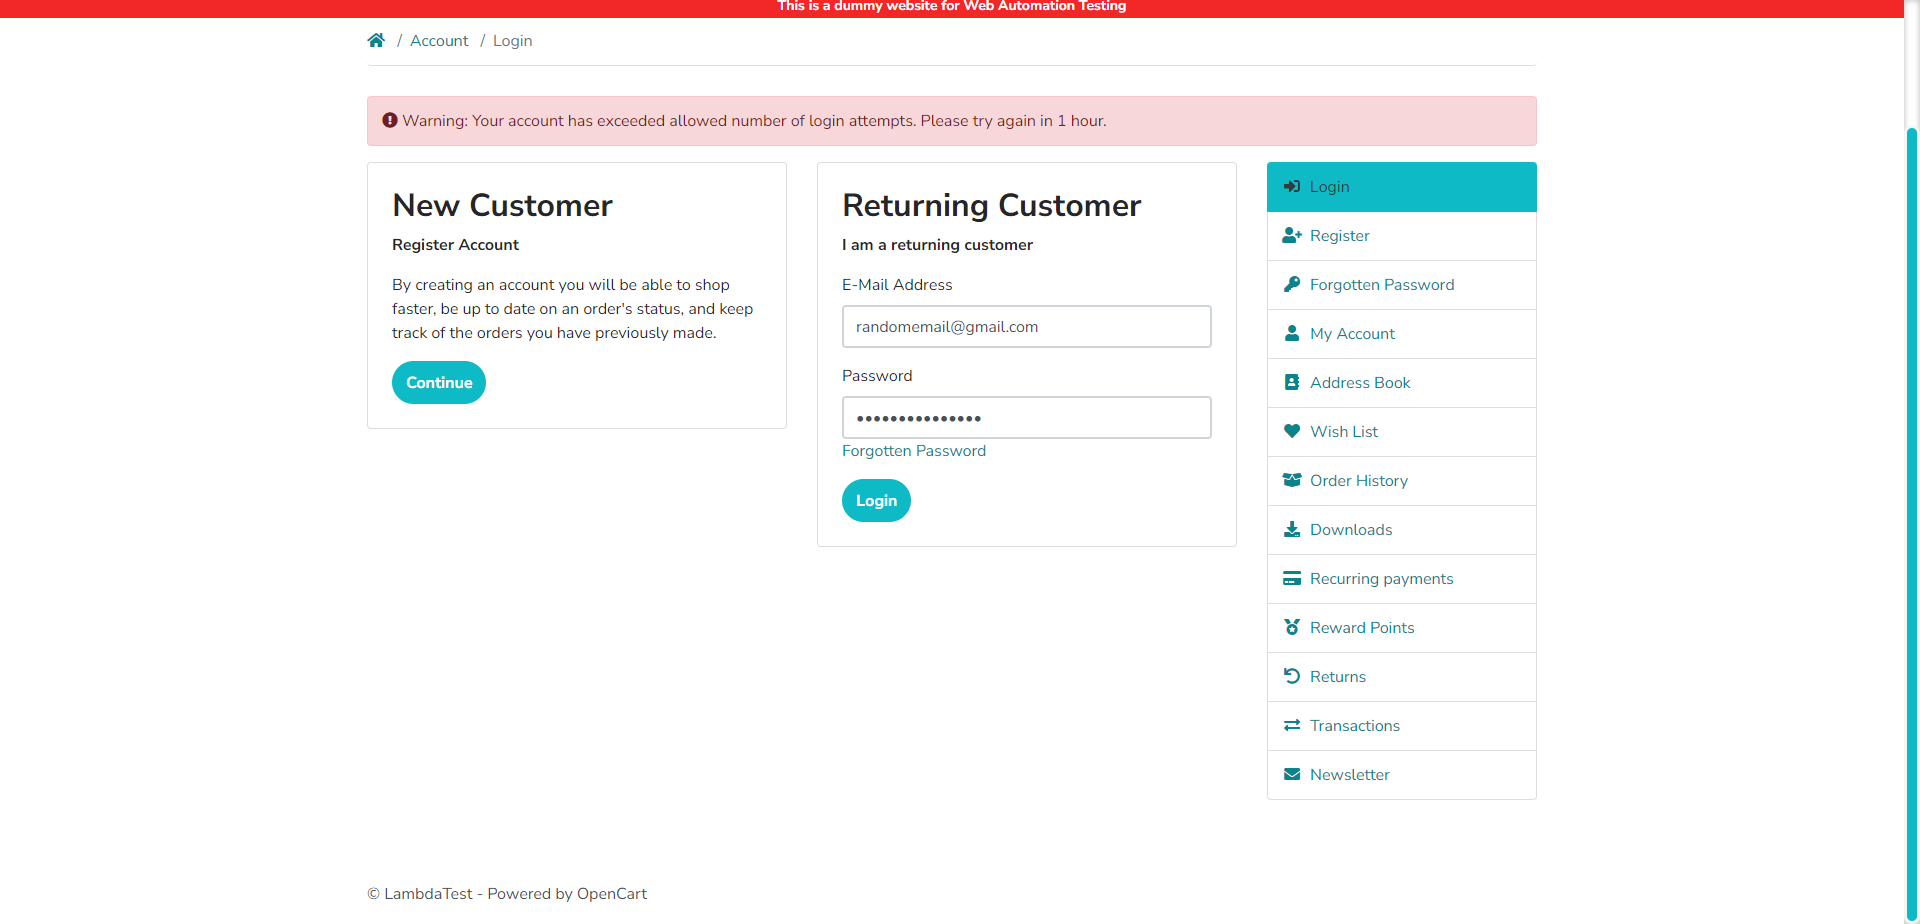 This is a dummy website for Web Automation Testing
/ Account / Login
Warning: Your account has exceeded allowed number of login attempts. Please try again in 1 hour.
New Customer
Register Account
By creating an account you will be able to shop
faster, be up to date on an order's status, and keep
track of the orders you have previously made.
Continue
Returning Customer
I am a returning customer
E-Mail Address
randomemail@gmail.com
Password
•••••••••••••••
Forgotten Password
Login
Login
Register
Forgotten Password
My Account
Address Book
Wish List
Order History
Downloads
Recurring payments
Reward Points
Returns
Transactions
Newsletter
© LambdaTest - Powered by OpenCart